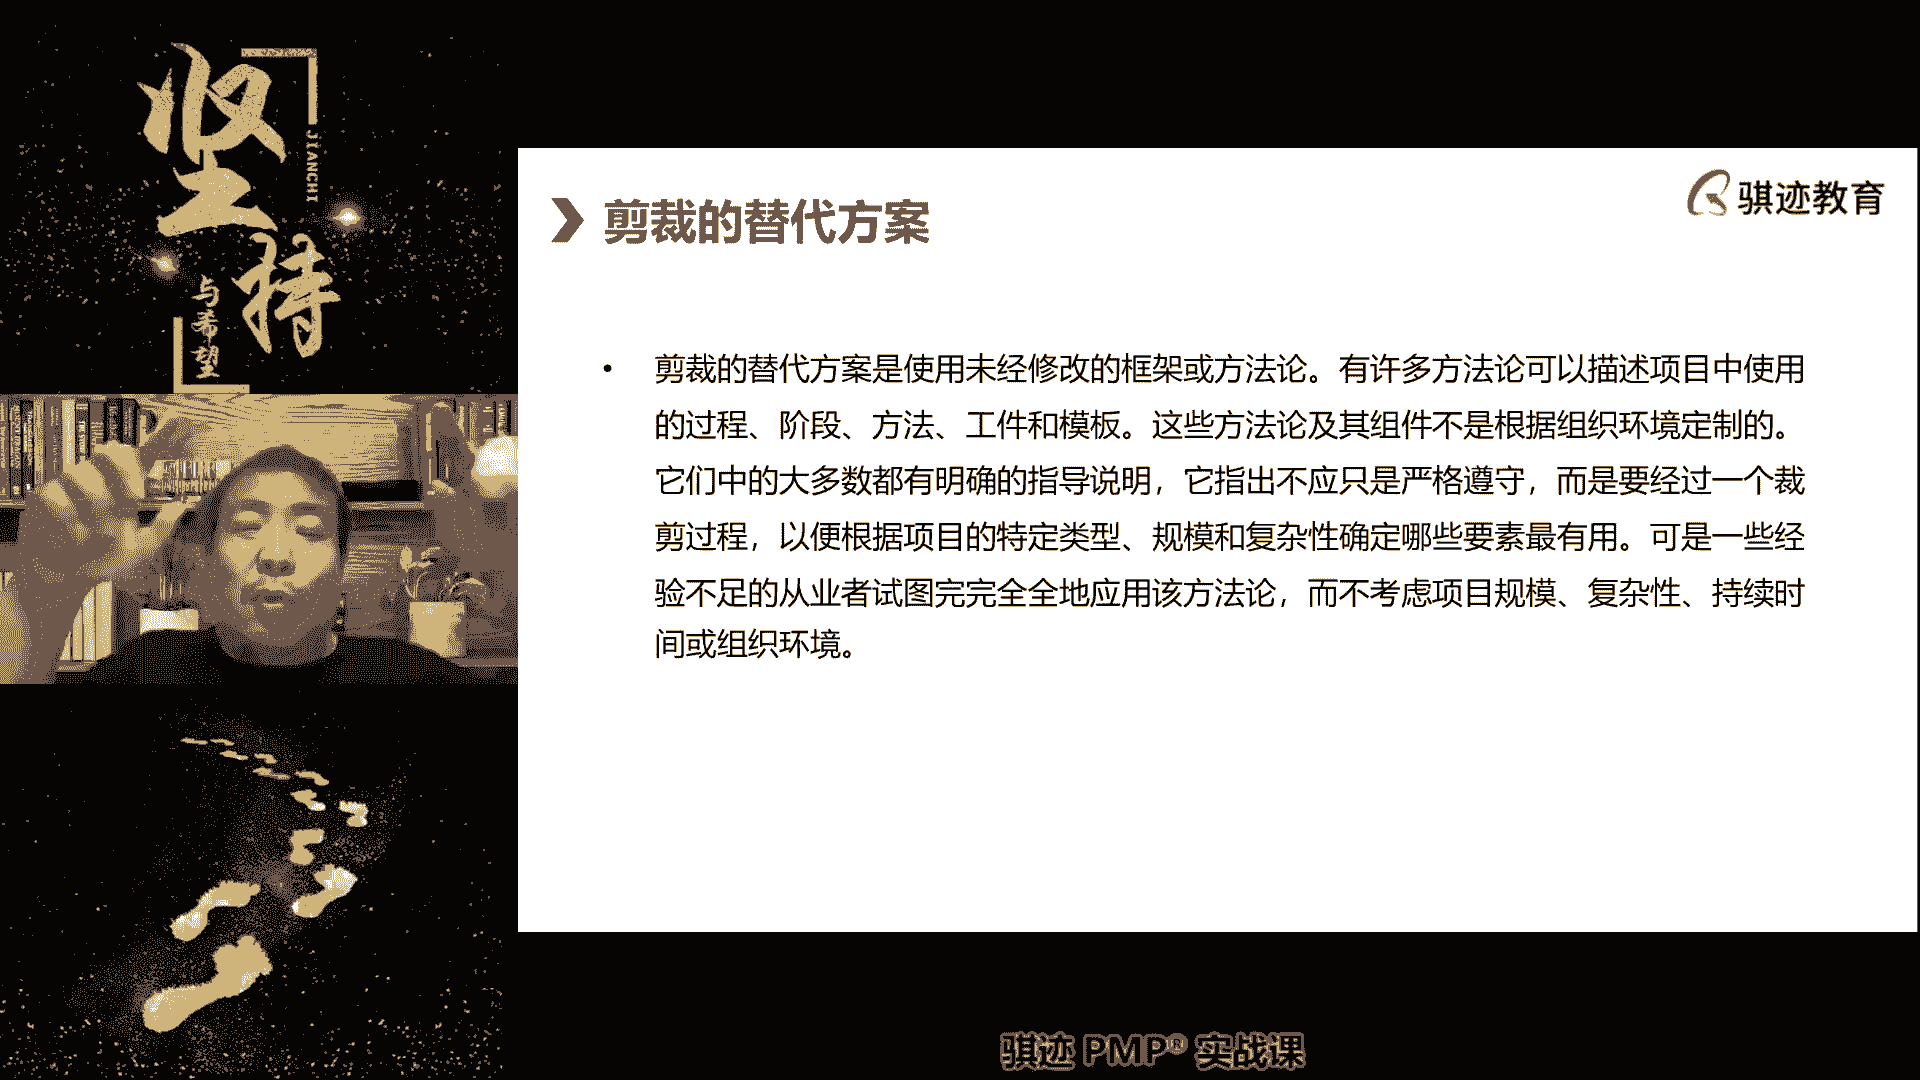 坚持
JIANCHI
与希望
骐迹教育
剪裁的替代方案
• 剪裁的替代方案是使用未经修改的框架或方法论。有许多方法论可以描述项目中使用
的过程、阶段、方法、工件和模板。这些方法论及其组件不是根据组织环境定制的。
它们中的大多数都有明确的指导说明，它指出不应只是严格遵守，而是要经过一个裁
剪过程，以便根据项目的特定类型、规模和复杂性确定哪些要素最有用。可是一些经
验不足的从业者试图完完全全地应用该方法论，而不考虑项目规模、复杂性、持续时
间或组织环境。
骐迹 PMP® 实战课